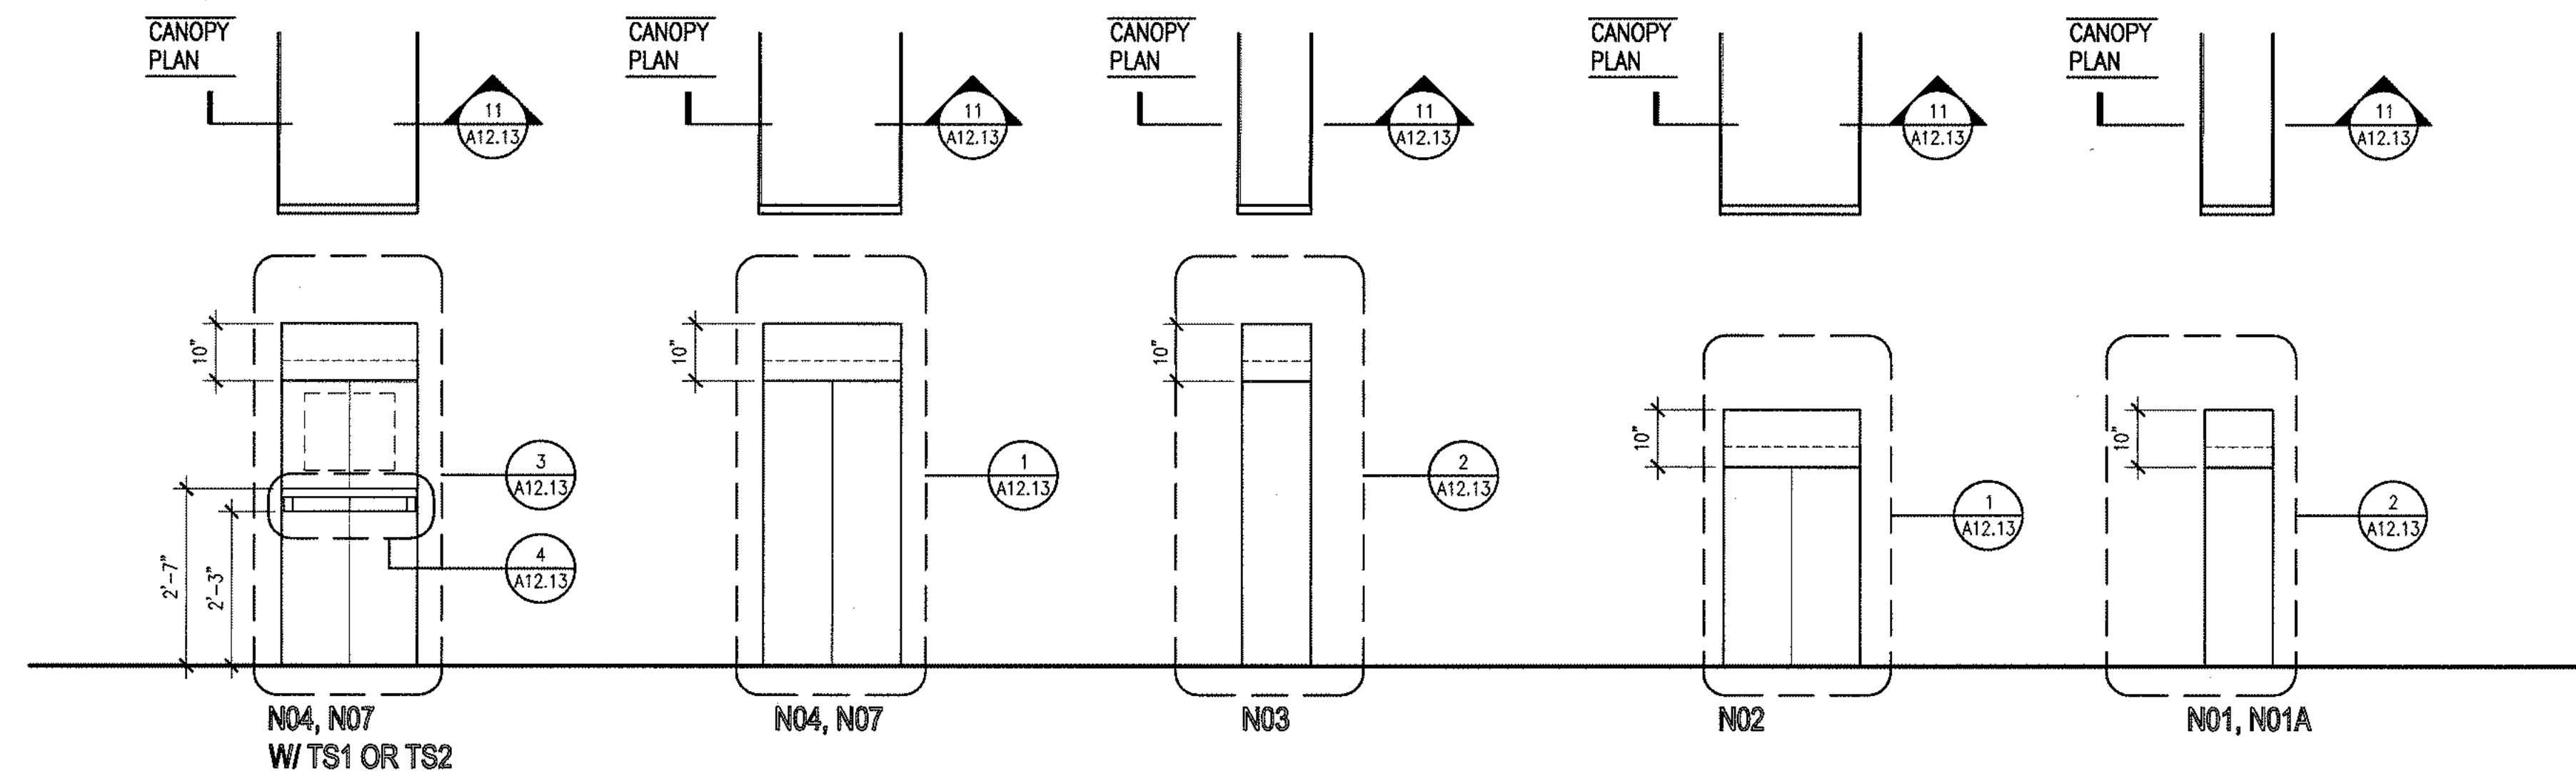 CANOPY
PLAN
11
A12.13
CANOPY
PLAN
11
A12.13
CANOPY
PLAN
11
A12.13
CANOPY
PLAN
11
A12.13
CANOPY
PLAN
11
A12.13
10"
10"
10"
10"
10"
3
A12.13
1
A12.13
2
A12.13
1
A12.13
2
A12.13
4
A12.13
2'-7"
2'-3"
N04, N07
W/ TS1 OR TS2
N04, N07
N03
N02
N01, N01A